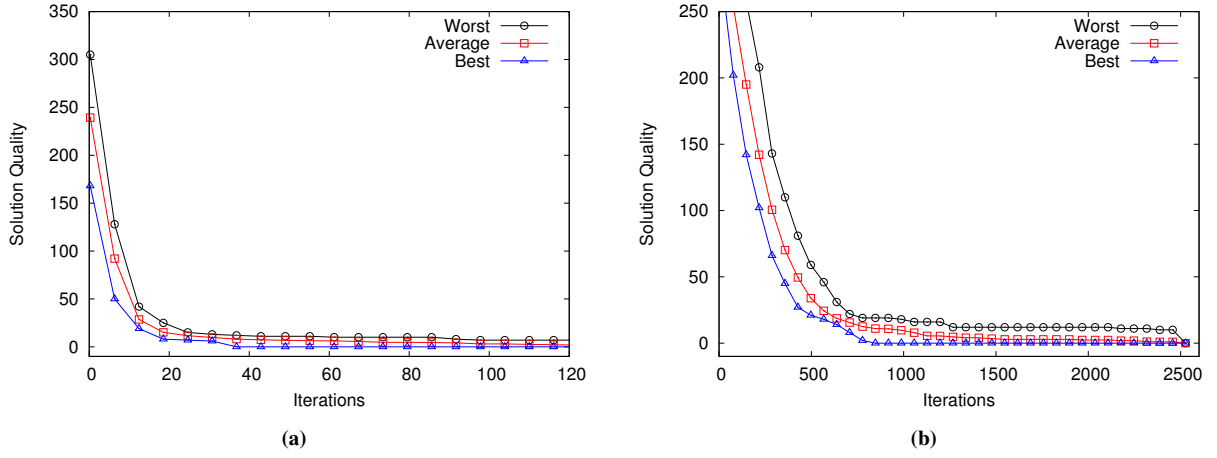 350
300
250
200
150
100
50
0
Solution Quality
0 20 40 60 80 100 120
Iterations
Worst
Average
Best
(a)
250
200
150
100
50
0
Solution Quality
0 500 1000 1500 2000 2500
Iterations
Worst
Average
Best
(b)